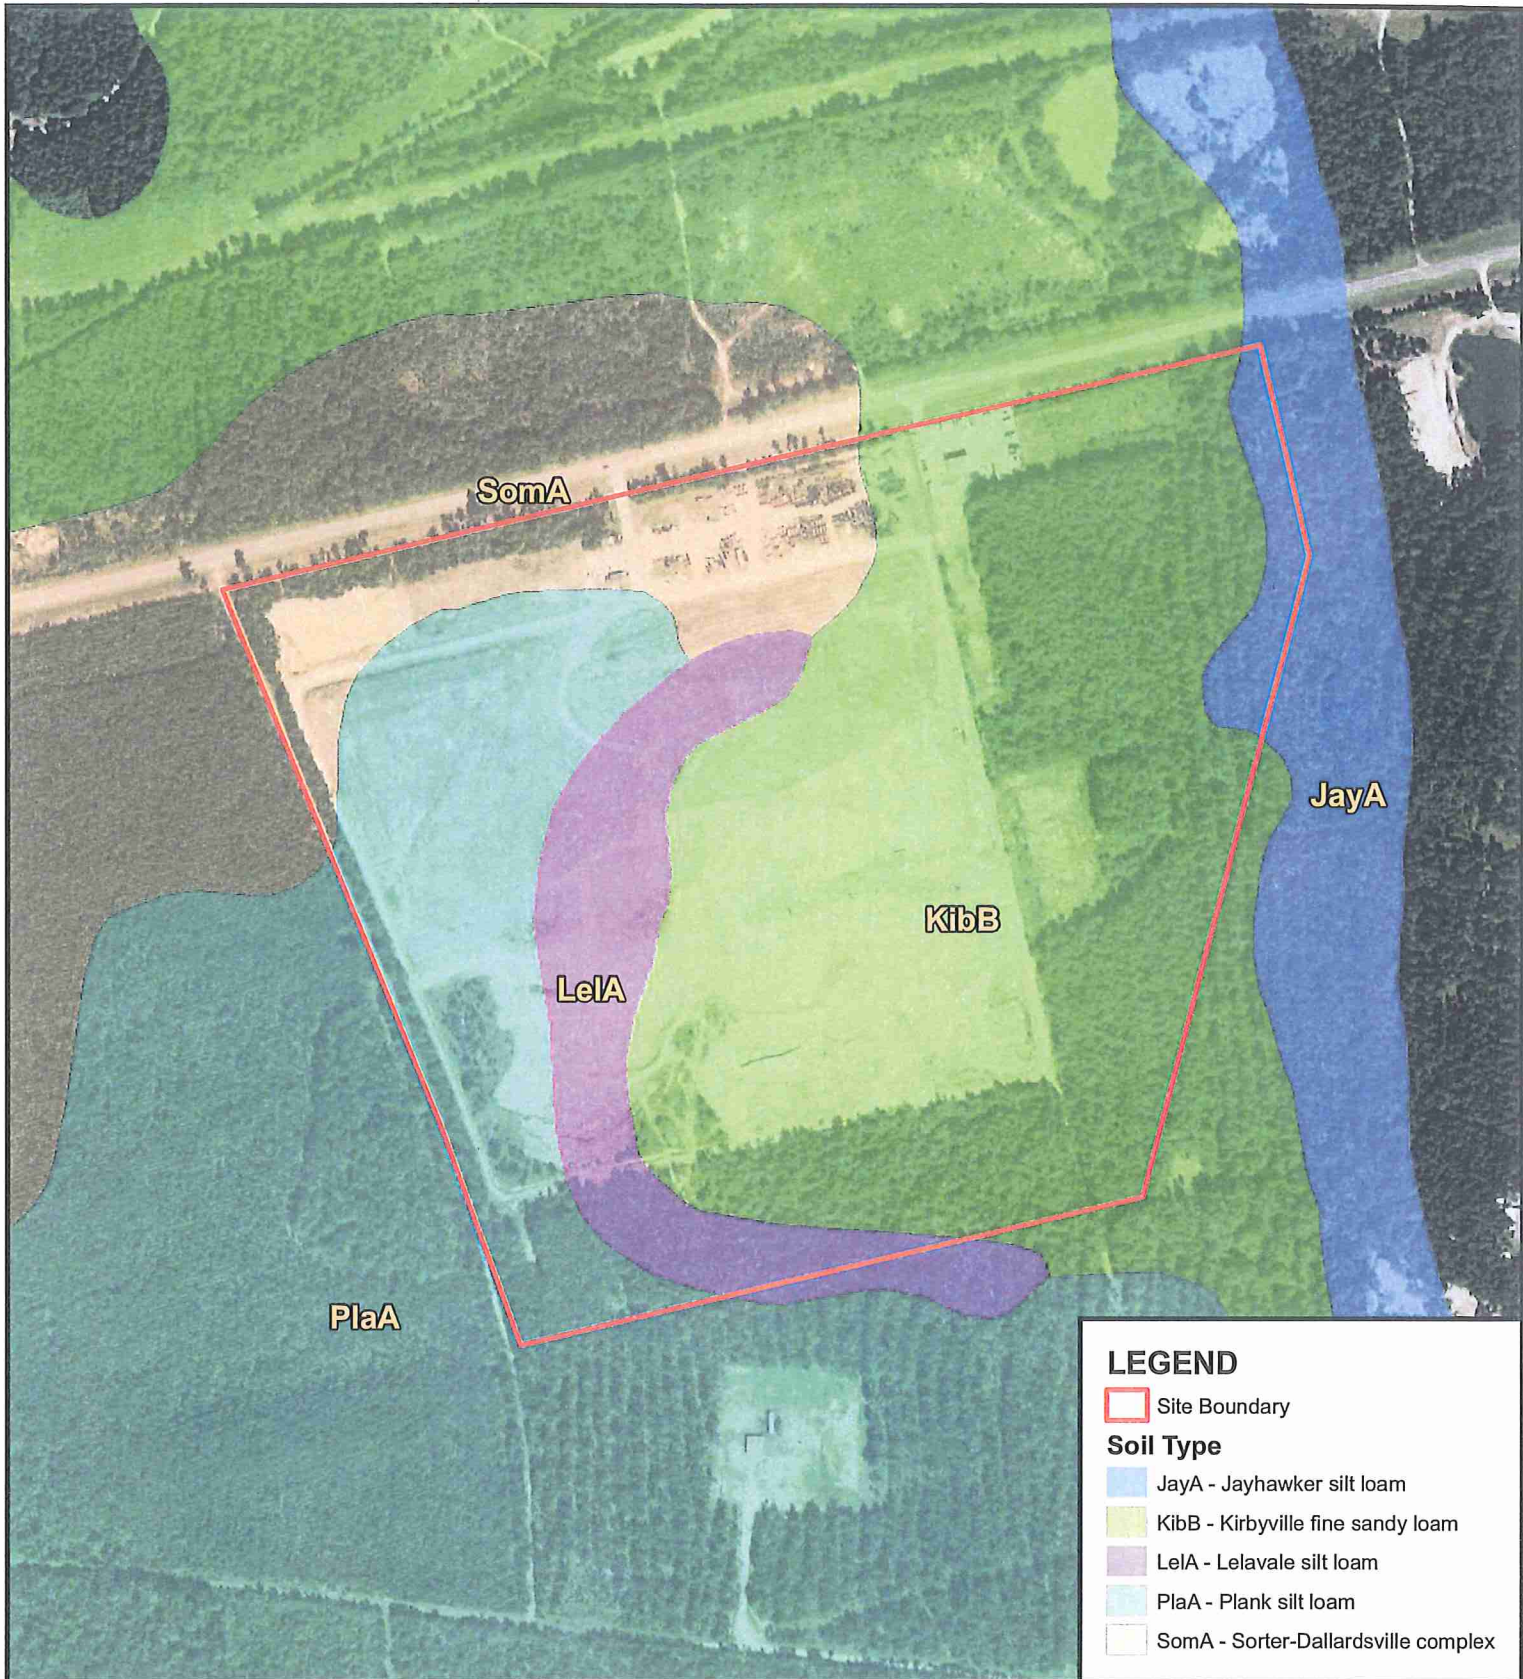 SomA
JayA
KibB
LelA
PlaA
LEGEND
Site Boundary
Soil Type
JayA - Jayhawker silt loam
KibB - Kirbyville fine sandy loam
LelA - Lelavale silt loam
PlaA - Plank silt loam
SomA - Sorter-Dallardsville complex